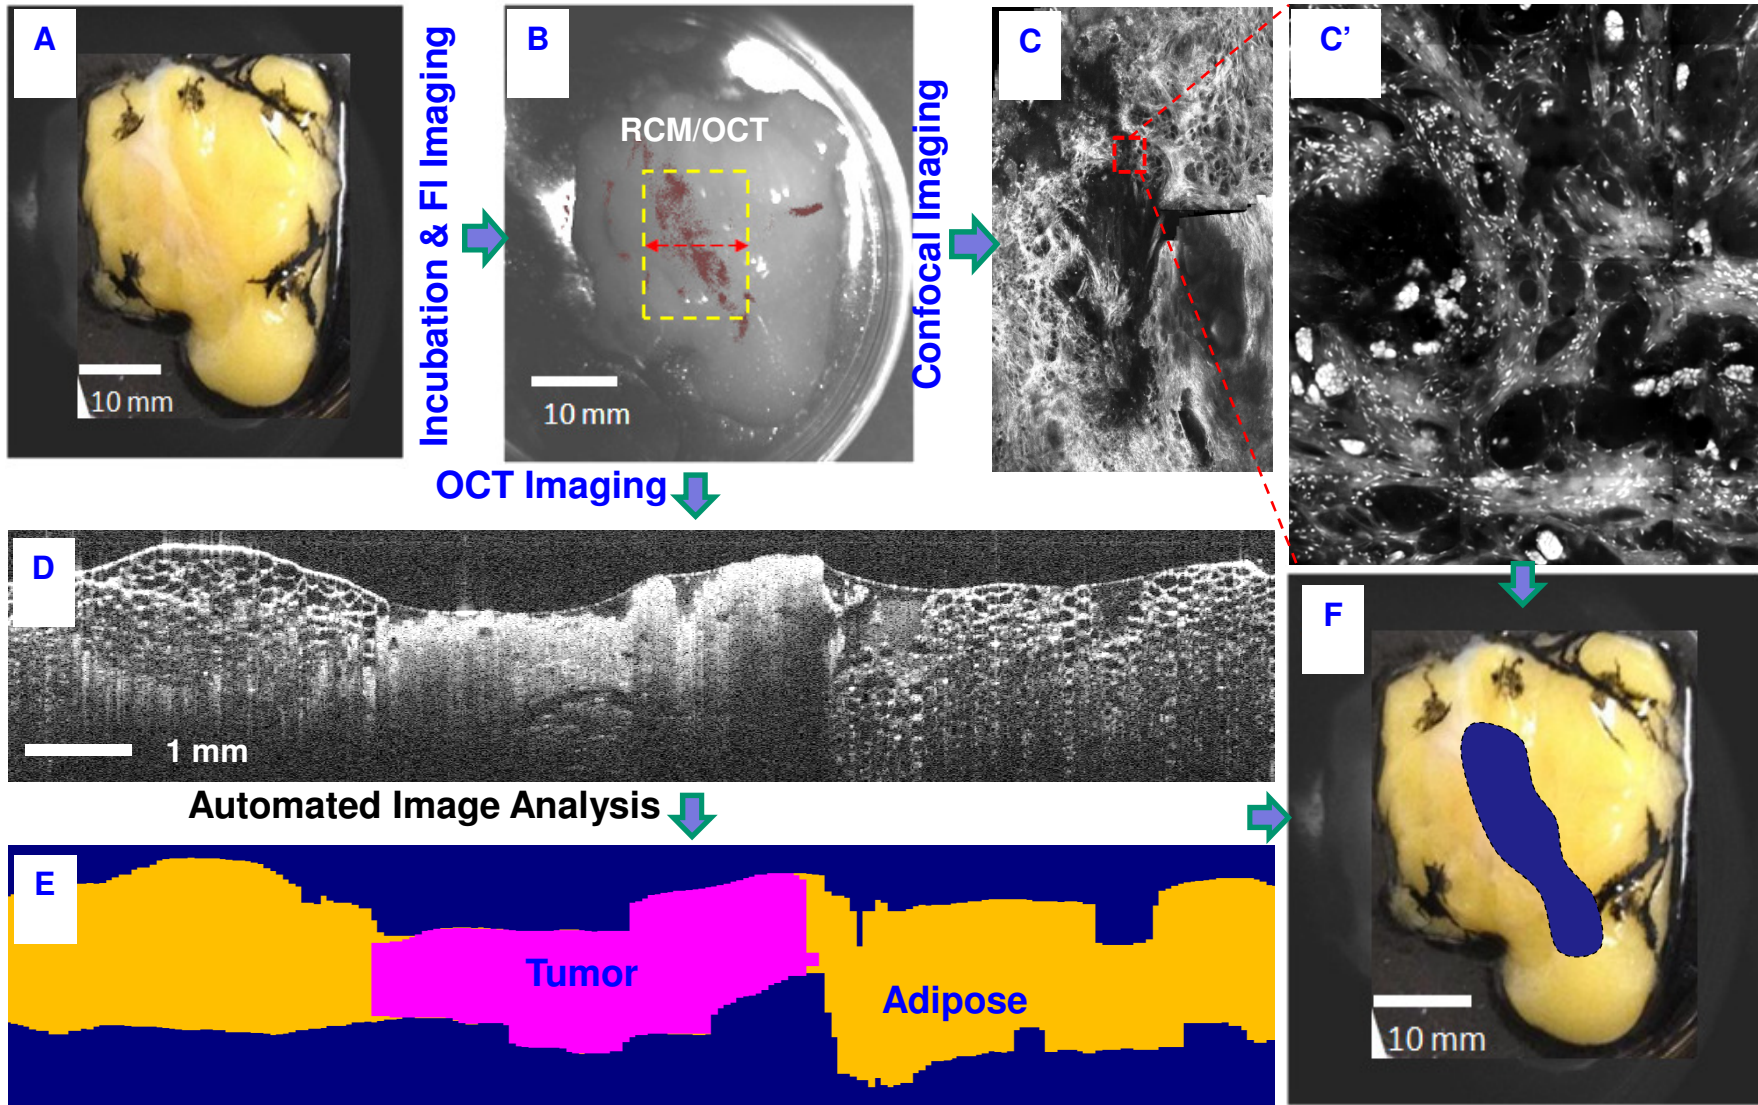 A
10 mm
Incubation & FI Imaging
B
RCM/OCT
10 mm
Confocal Imaging
C
C’
OCT Imaging
D
1 mm
Automated Image Analysis
E
Tumor
Adipose
F
10 mm